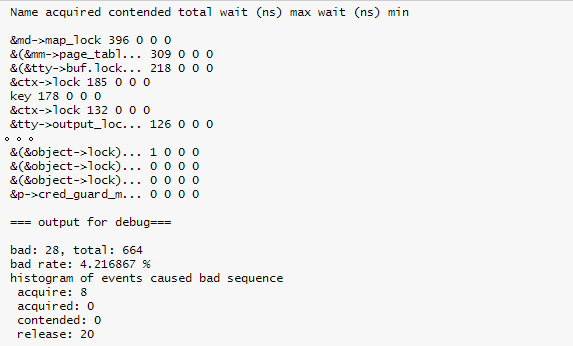 Name acquired contended total wait (ns) max wait (ns) min
&md->map_lock 396 0 0 0
&(&mm->page_tabl... 309 0 0 0
&(&tty->buf.lock... 218 0 0 0
&ctx->lock 185 0 0 0
key 178 0 0 0
&ctx->lock 132 0 0 0
&tty->output_loc... 126 0 0 0
。。。
&(&object->lock)... 1 0 0 0
&(&object->lock)... 0 0 0 0
&(&object->lock)... 0 0 0 0
&p->cred_guard_m... 0 0 0 0
=== output for debug===
bad: 28, total: 664
bad rate: 4.216867 %
histogram of events caused bad sequence
acquire: 8
acquired: 0
contended: 0
release: 20